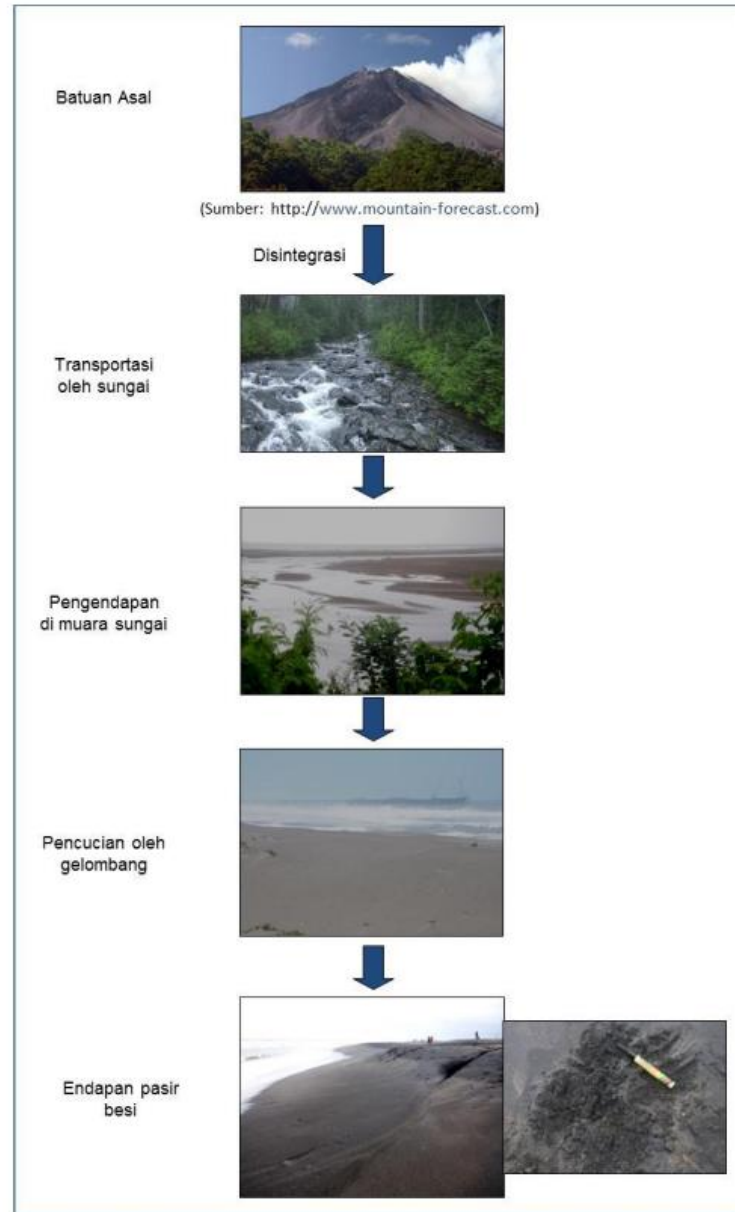 Batuan Asal
(Sumber: http://www.mountain-forecast.com)
Disintegrasi
Transportasi
oleh sungai
Pengendapan
di muara sungai
Pencucian oleh
gelombang
Endapan pasir
besi